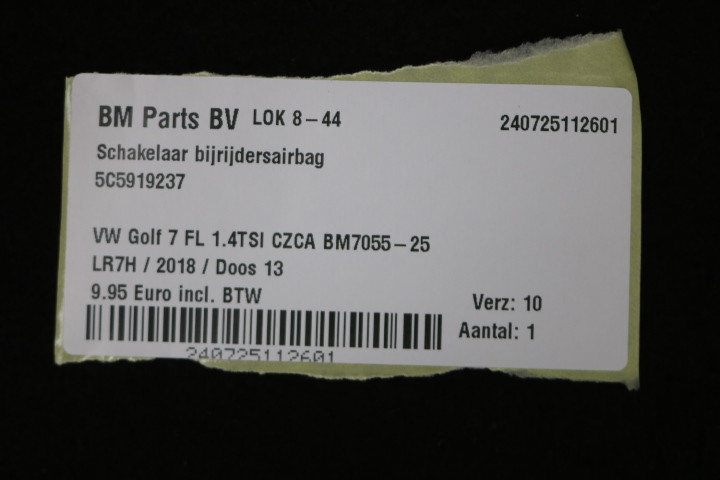 BM Parts BV LOK 8-44 240725112601
Schakelaar bijrijdersairbag
5C5919237
VW Golf 7 FL 1.4TSI CZCA BM7055-25
LR7H / 2018 / Doos 13
9.95 Euro incl. BTW Verz: 10
Aantal: 1
240725112601